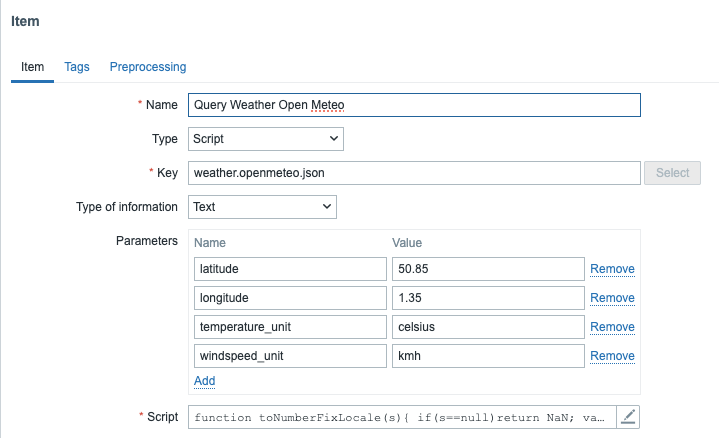 Item
Item Tags Preprocessing
* Name Query Weather Open Meteo
Type Script
* Key weather.openmeteo.json Select
Type of information Text
Parameters Name Value
latitude 50.85 Remove
longitude 1.35 Remove
temperature_unit celsius Remove
windspeed_unit kmh Remove
Add
* Script function toNumberFixLocale(s){ if(s==null)return NaN; va…